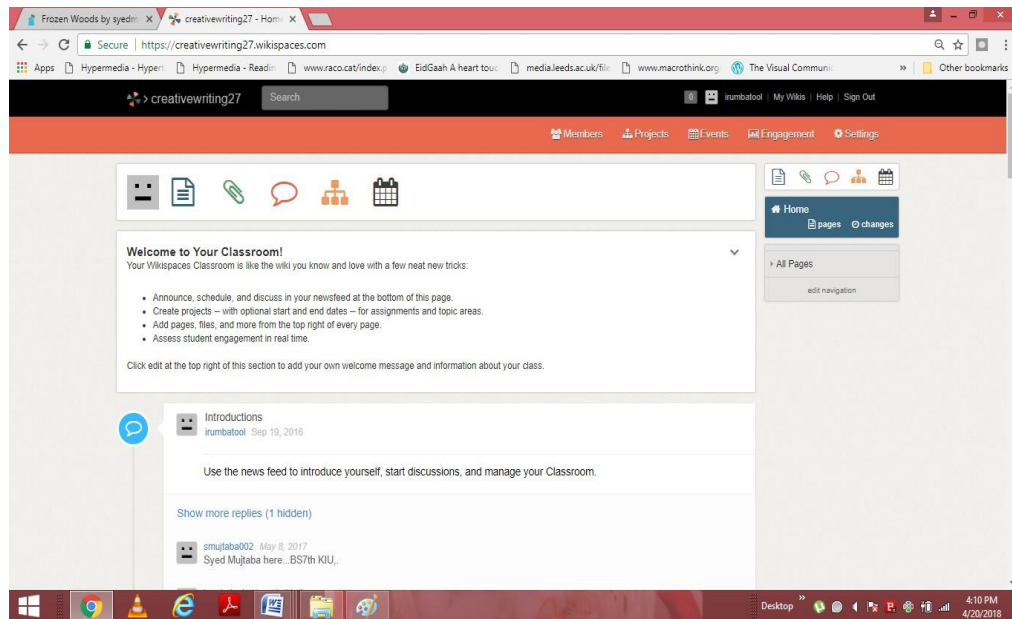 Frozen Woods by syedm
creativewriting27 - Hom
Secure | https://creativewriting27.wikispaces.com
Apps Hypermedia - Hypert Hypermedia - Readin www.raco.cat/index.p EidGaah A heart touc media.leeds.ac.uk/file www.macrothink.org The Visual Communi » Other bookmarks
creativewriting27 Search 0 irumbatool | My Wikis | Help | Sign Out
Members Projects Events Engagement Settings
Home
pages changes
All Pages
edit navigation
Welcome to Your Classroom!
Your Wikispaces Classroom is like the wiki you know and love with a few neat new tricks:
• Announce, schedule, and discuss in your newsfeed at the bottom of this page.
• Create projects -- with optional start and end dates -- for assignments and topic areas.
• Add pages, files, and more from the top right of every page.
• Assess student engagement in real time.
Click edit at the top right of this section to add your own welcome message and information about your class.
Introductions
irumbatool Sep 19, 2016
Use the news feed to introduce yourself, start discussions, and manage your Classroom.
Show more replies (1 hidden)
smujtaba002 May 8, 2017
Syed Mujtaba here...BS7th KIU,.
Desktop » 4:10 PM
4/20/2018